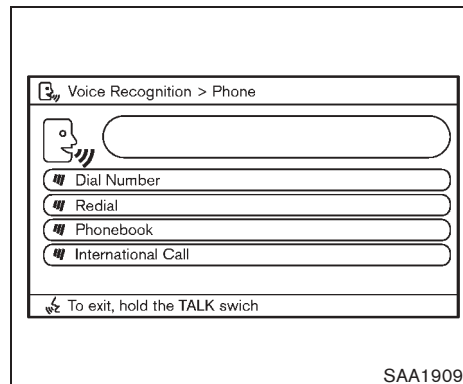 Voice Recognition > Phone
Dial Number
Redial
Phonebook
International Call
To exit, hold the TALK swich
SAA1909